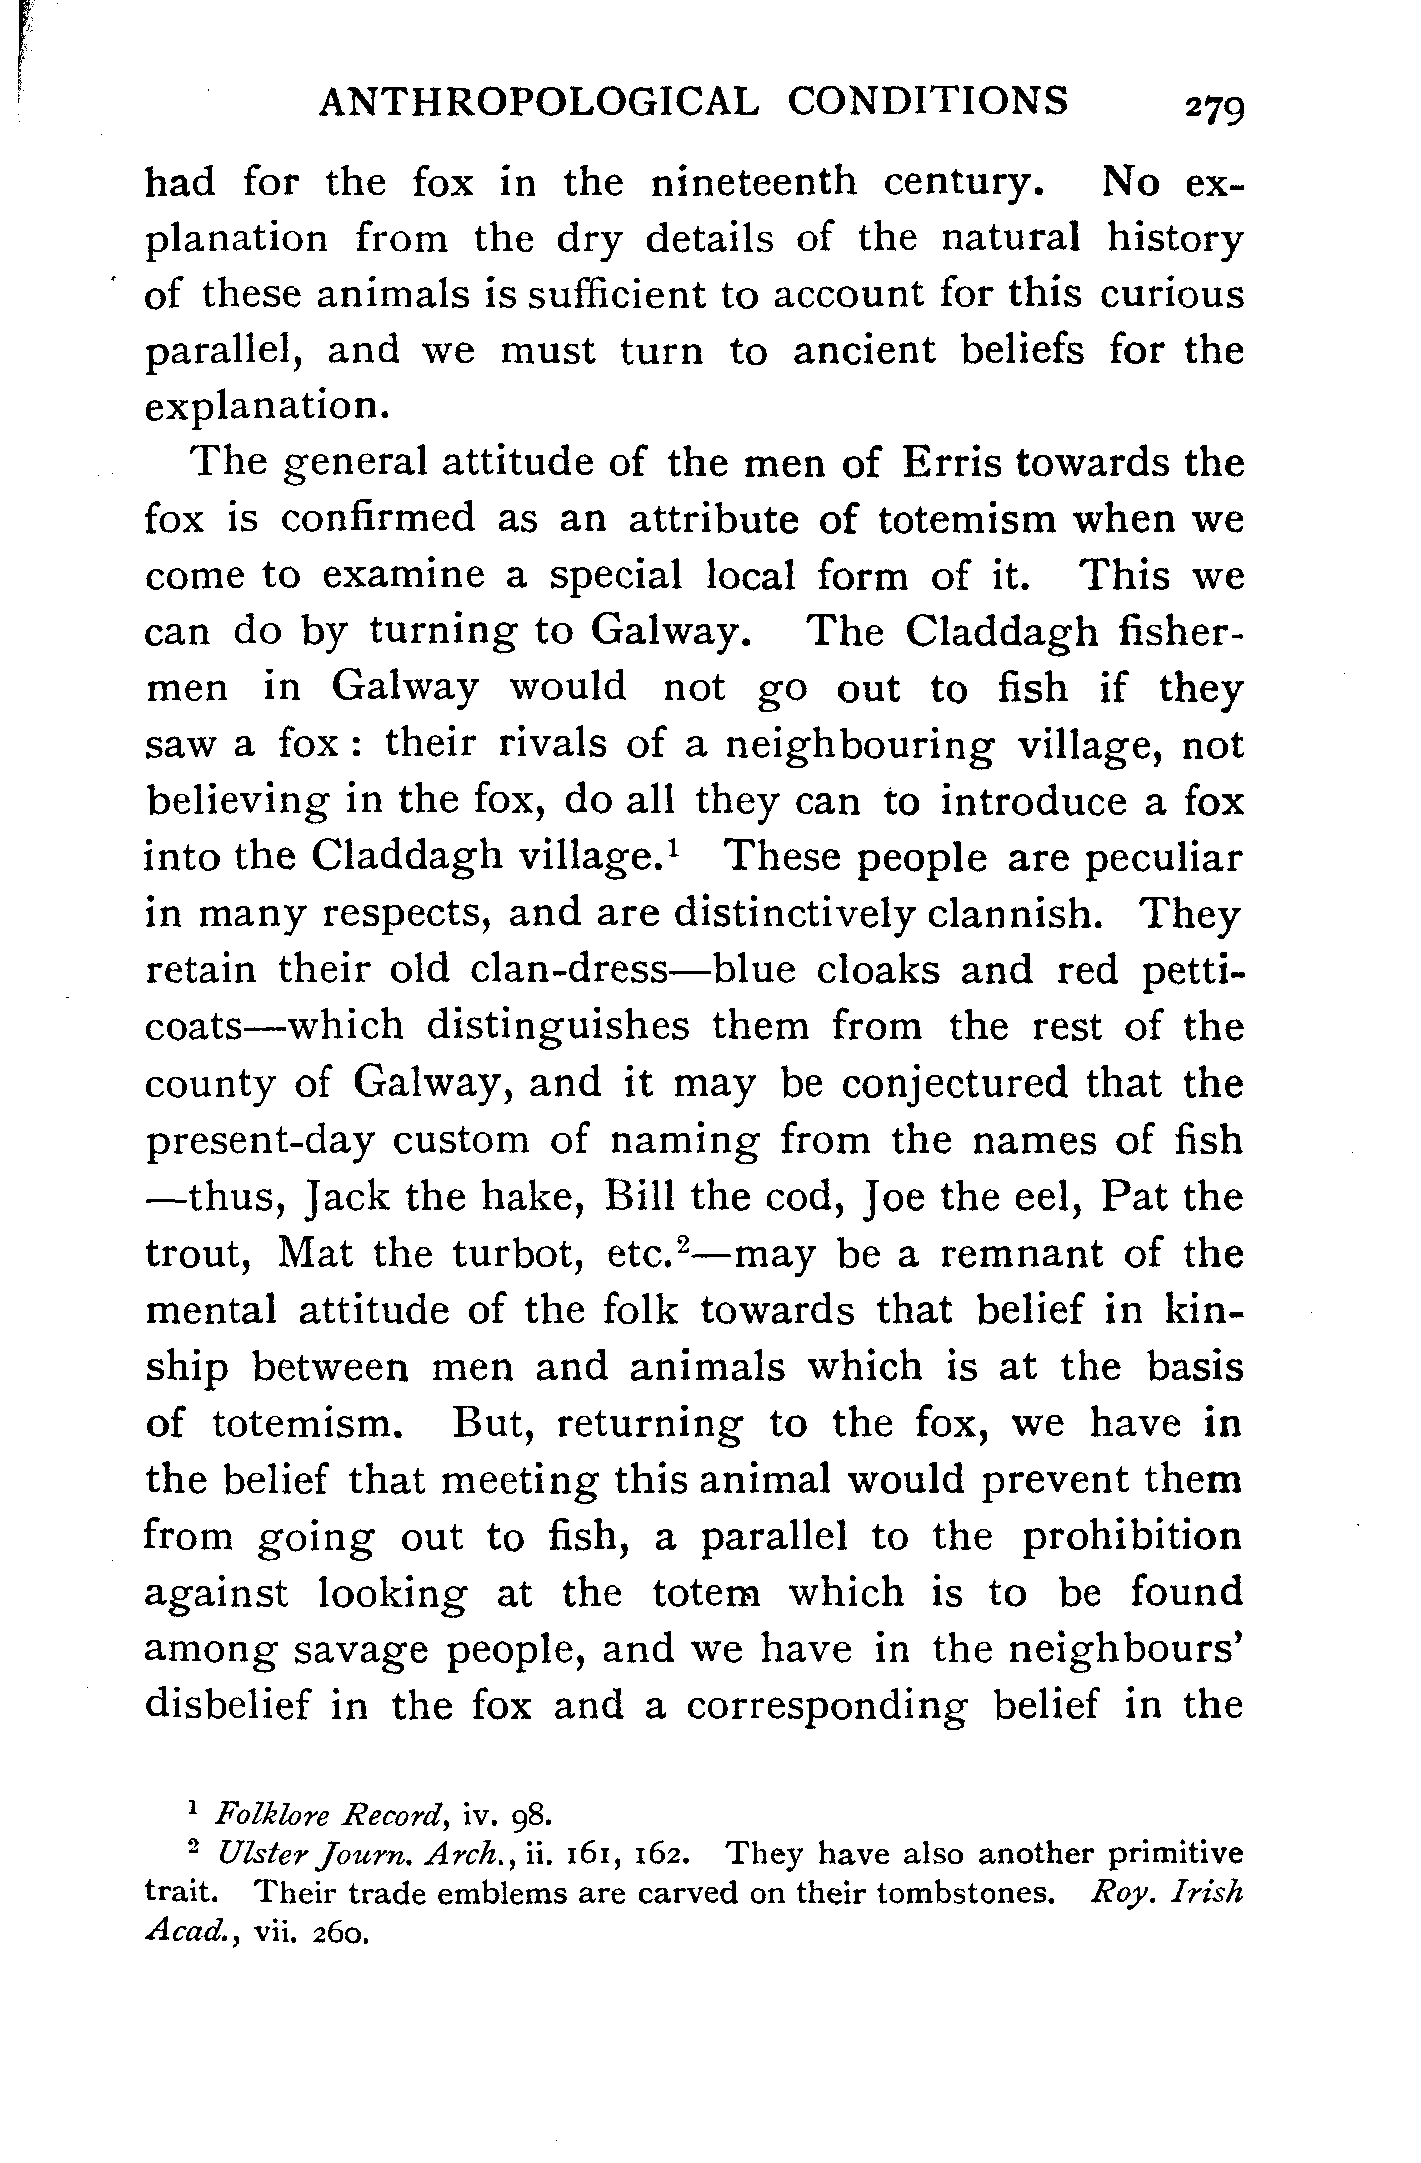 ANTHROPOLOGICAL CONDITIONS 279
had for the fox in the nineteenth century. No ex-
planation from the dry details of the natural history
of these animals is sufficient to account for this curious
parallel, and we must turn to ancient beliefs for the
explanation.
The general attitude of the men of Erris towards the
fox is confirmed as an attribute of totemism when we
come to examine a special local form of it. This we
can do by turning to Galway. The Claddagh fisher-
men in Galway would not go out to fish if they
saw a fox : their rivals of a neighbouring village, not
believing in the fox, do all they can to introduce a fox
into the Claddagh village.¹ These people are peculiar
in many respects, and are distinctively clannish. They
retain their old clan-dress—blue cloaks and red petti-
coats—which distinguishes them from the rest of the
county of Galway, and it may be conjectured that the
present-day custom of naming from the names of fish
—thus, Jack the hake, Bill the cod, Joe the eel, Pat the
trout, Mat the turbot, etc.²—may be a remnant of the
mental attitude of the folk towards that belief in kin-
ship between men and animals which is at the basis
of totemism. But, returning to the fox, we have in
the belief that meeting this animal would prevent them
from going out to fish, a parallel to the prohibition
against looking at the totem which is to be found
among savage people, and we have in the neighbours'
disbelief in the fox and a corresponding belief in the
¹ Folklore Record, iv. 98.
² Ulster Journ. Arch., ii. 161, 162. They have also another primitive
trait. Their trade emblems are carved on their tombstones. Roy. Irish
Acad., vii. 260.